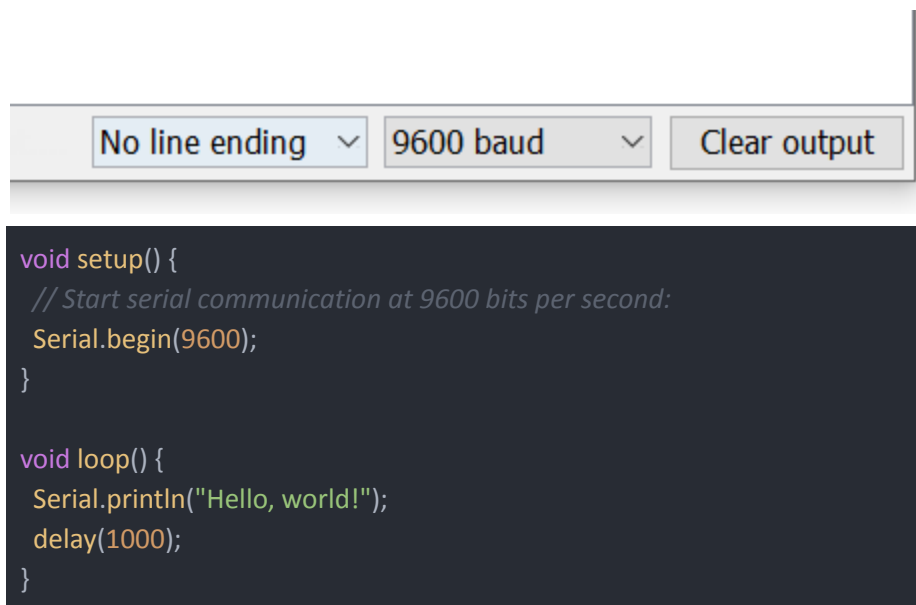 No line ending 9600 baud Clear output
void setup() {
// Start serial communication at 9600 bits per second:
Serial.begin(9600);
}
void loop() {
Serial.println("Hello, world!");
delay(1000);
}